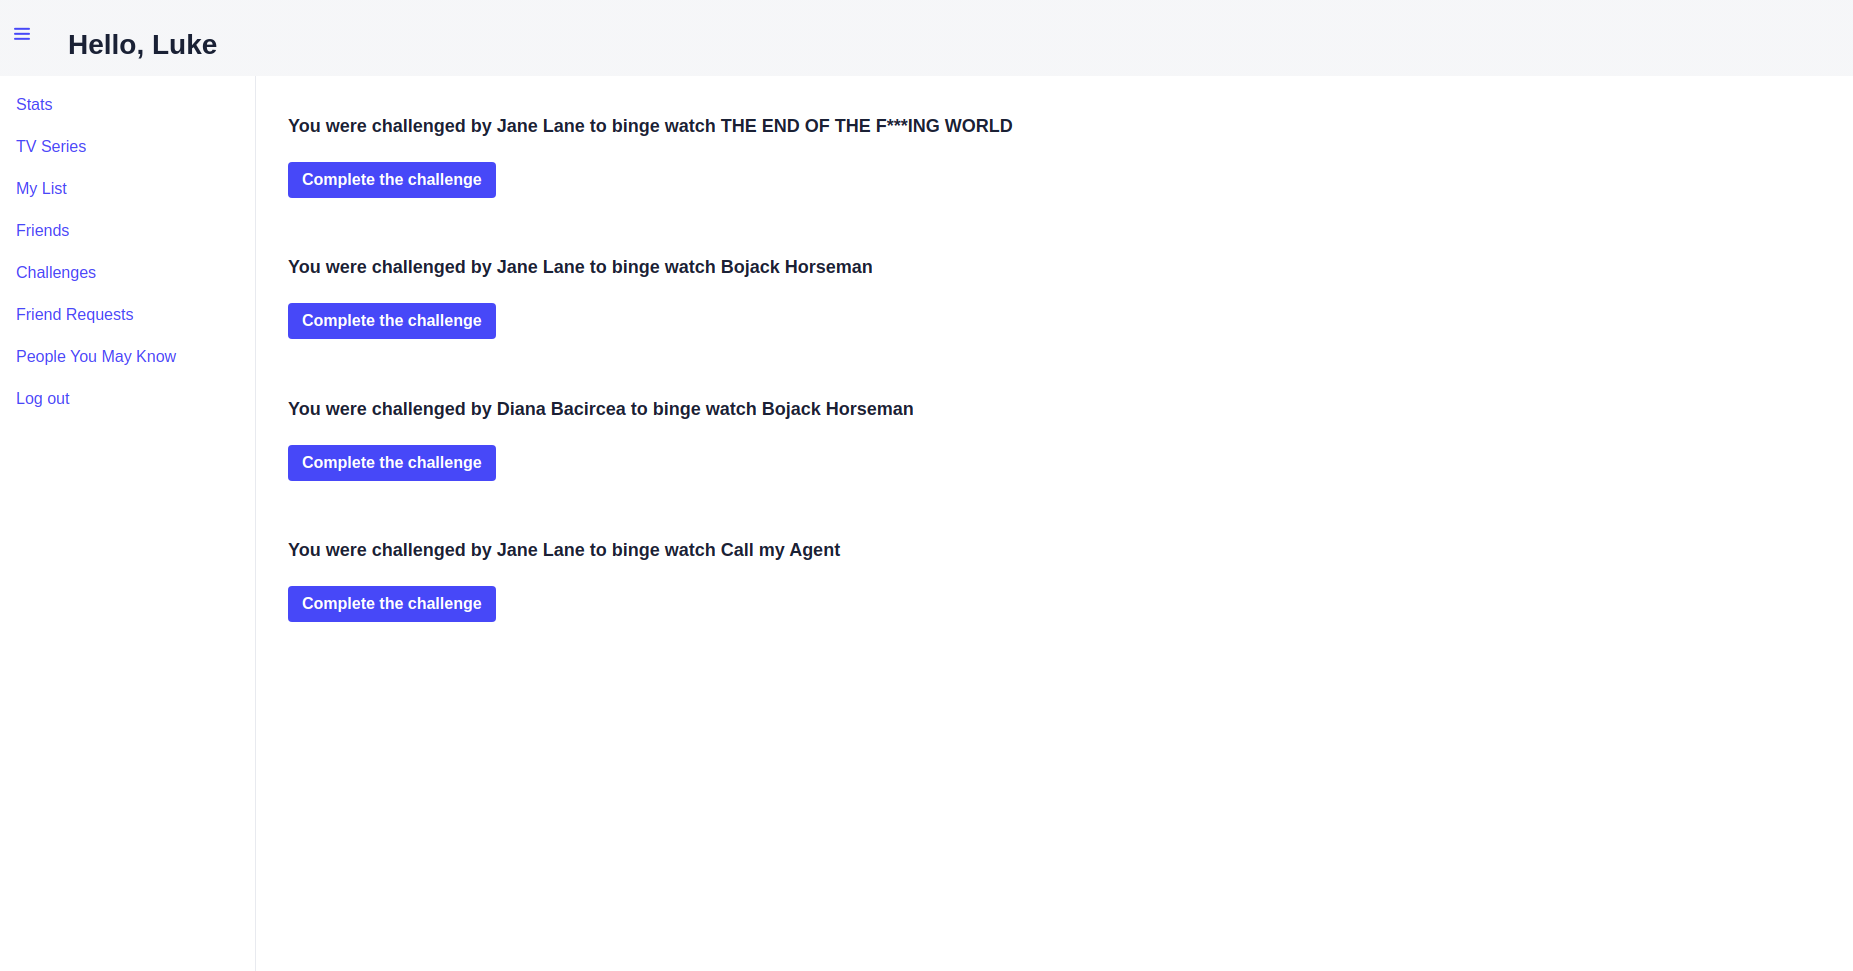 Hello, Luke
Stats
TV Series
My List
Friends
Challenges
Friend Requests
People You May Know
Log out
You were challenged by Jane Lane to binge watch THE END OF THE F***ING WORLD
Complete the challenge
You were challenged by Jane Lane to binge watch Bojack Horseman
Complete the challenge
You were challenged by Diana Bacircea to binge watch Bojack Horseman
Complete the challenge
You were challenged by Jane Lane to binge watch Call my Agent
Complete the challenge